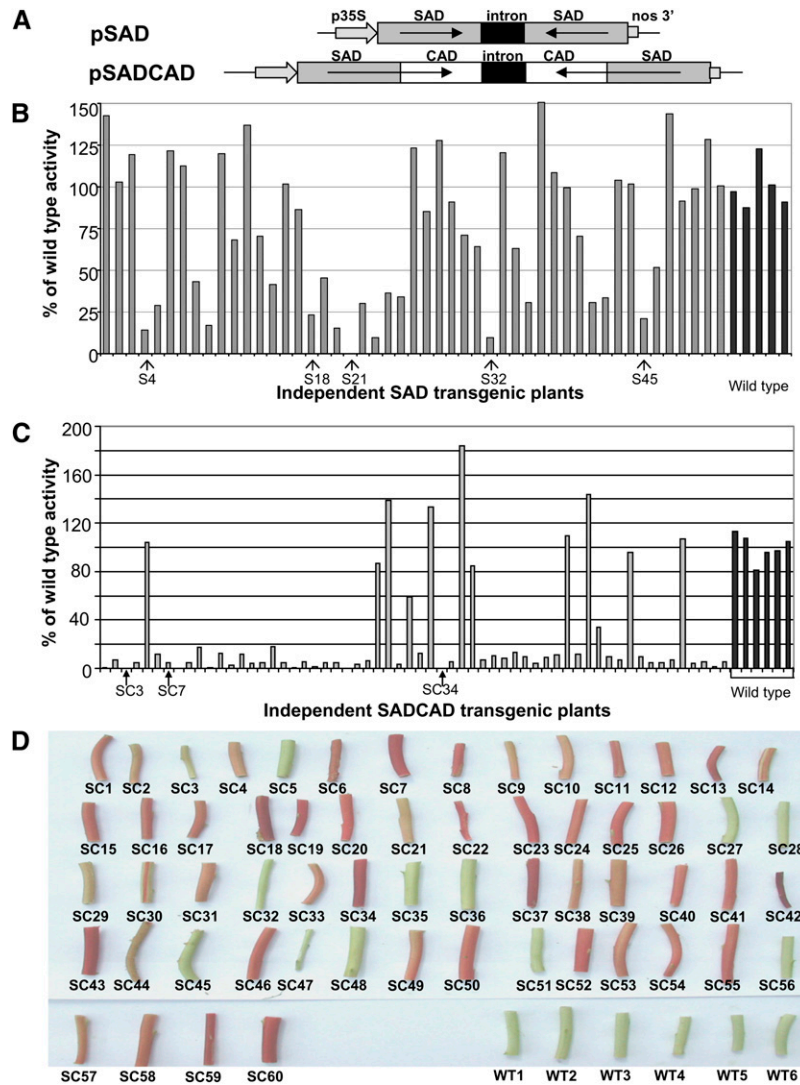 A
p35S SAD intron SAD nos 3’
pSAD
SAD CAD intron CAD SAD
pSADCAD
B
% of wild type activity
150
125
100
75
50
25
0
S4 S18 S21 S32 S45
Independent SAD transgenic plants
Wild type
C
% of wild type activity
200
160
120
80
40
0
SC3 SC7 SC34
Wild type
Independent SADCAD transgenic plants
D
SC1 SC2 SC3 SC4 SC5 SC6 SC7 SC8 SC9 SC10 SC11 SC12 SC13 SC14
SC15 SC16 SC17 SC18 SC19 SC20 SC21 SC22 SC23 SC24 SC25 SC26 SC27 SC28
SC29 SC30 SC31 SC32 SC33 SC34 SC35 SC36 SC37 SC38 SC39 SC40 SC41 SC42
SC43 SC44 SC45 SC46 SC47 SC48 SC49 SC50 SC51 SC52 SC53 SC54 SC55 SC56
SC57 SC58 SC59 SC60 WT1 WT2 WT3 WT4 WT5 WT6